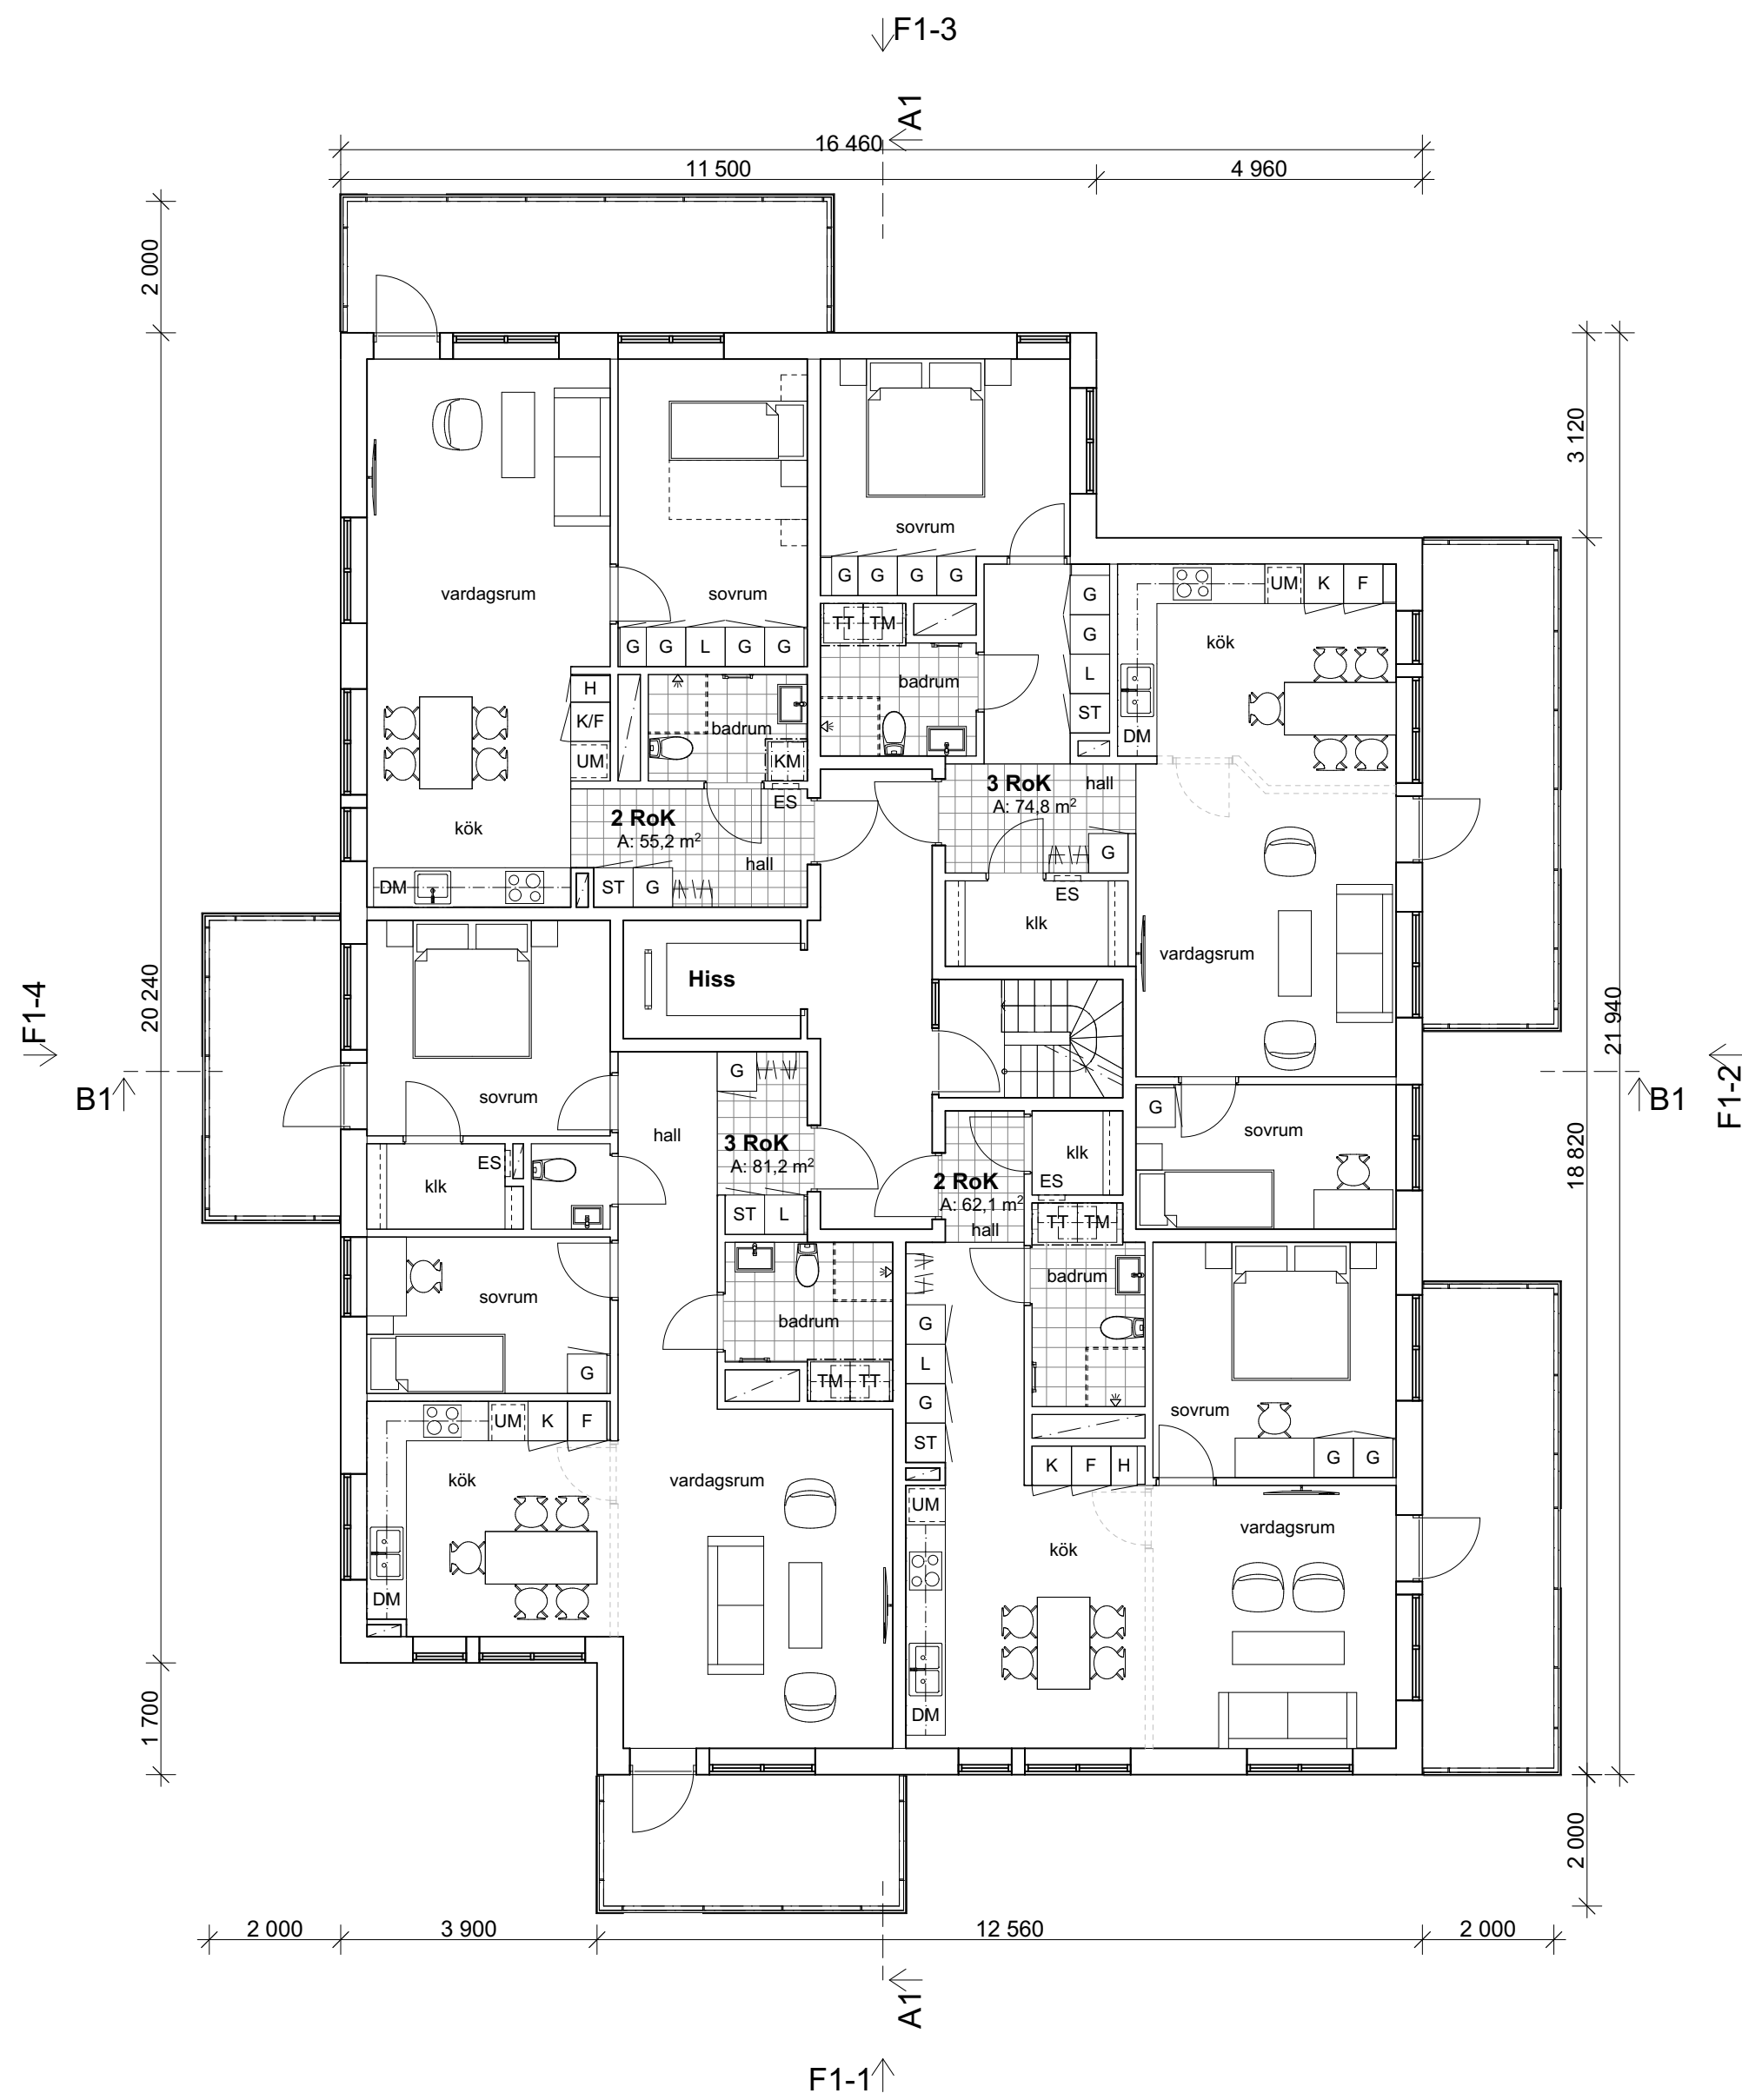 F1-3
A1
16 460
11 500
4 960
2 000
3 120
sovrum
G G G G
vardagsrum
sovrum
G G L G G
TT TM
G
G
L
ST
UM K F
kök
badrum
H
K/F
UM
badrum
KM
DM
3 RoK
hall
A: 74,8 m²
ES
2 RoK
A: 55,2 m²
kök
hall
G
DM
ST G
ES
klk
vardagsrum
Hiss
F1-4
20 240
21 940
B1
sovrum
G
hall
3 RoK
A: 81,2 m²
ES
klk
ST L
klk
ES
2 RoK
A: 62,1 m²
hall
TT TM
G
sovrum
B1
F1-2
18 820
sovrum
G
badrum
TM TT
badrum
G
L
G
ST
sovrum
G G
UM K F
kök
DM
vardagsrum
K F H
UM
kök
DM
vardagsrum
1 700
2 000
2 000
3 900
12 560
2 000
A1
F1-1